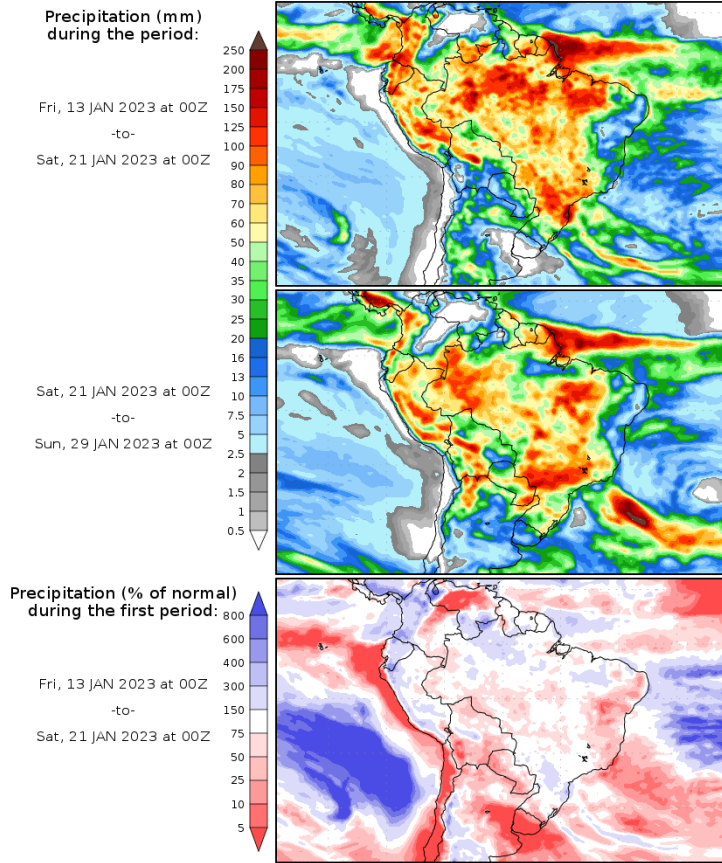 Precipitation (mm)
during the period:
250
200
175
150
125
100
90
80
70
60
50
40
35
30
25
20
16
13
10
7.5
5
2.5
2
1.5
1
0.5
Fri, 13 JAN 2023 at 00Z
-to-
Sat, 21 JAN 2023 at 00Z
Sat, 21 JAN 2023 at 00Z
-to-
Sun, 29 JAN 2023 at 00Z
Precipitation (% of normal)
during the first period:
800
600
400
300
150
75
50
25
10
5
Fri, 13 JAN 2023 at 00Z
-to-
Sat, 21 JAN 2023 at 00Z